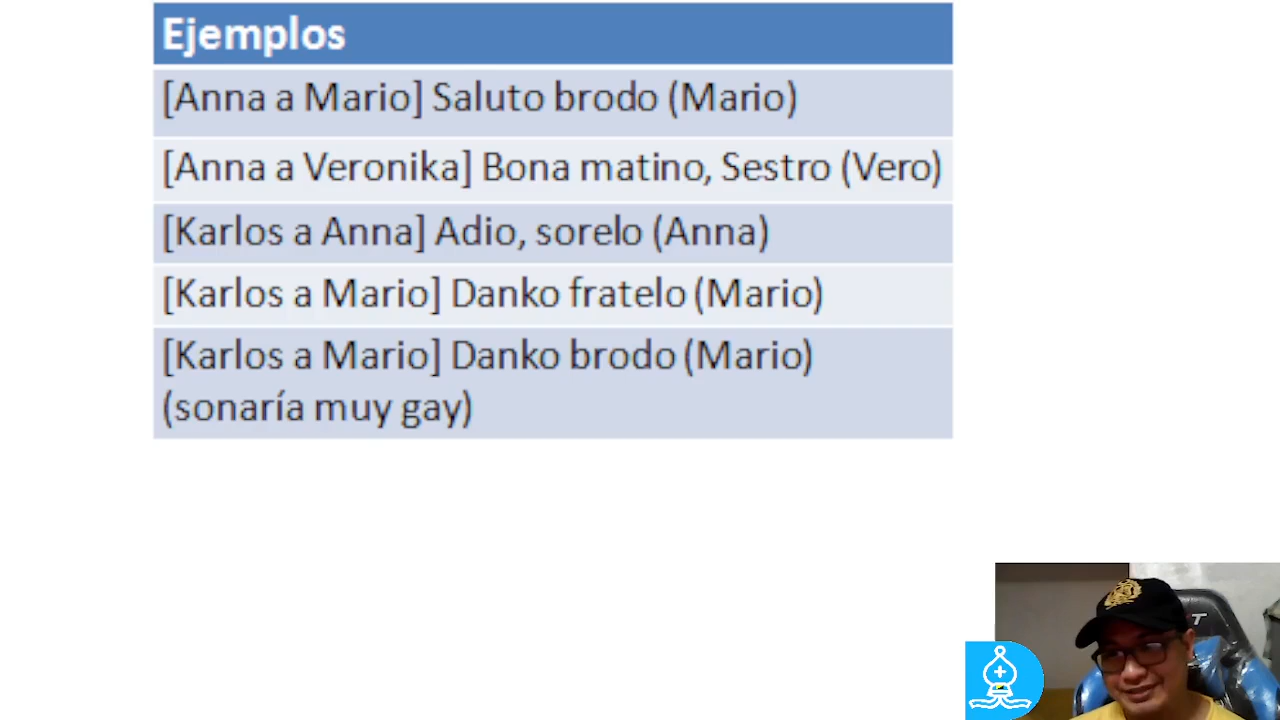 Ejemplos
[Anna a Mario] Saluto brodo (Mario)
[Anna a Veronika] Bona matino, Sestro (Vero)
[Karlos a Anna] Adio, sorelo (Anna)
[Karlos a Mario] Danko fratelo (Mario)
[Karlos a Mario] Danko brodo (Mario)
(sonaría muy gay)